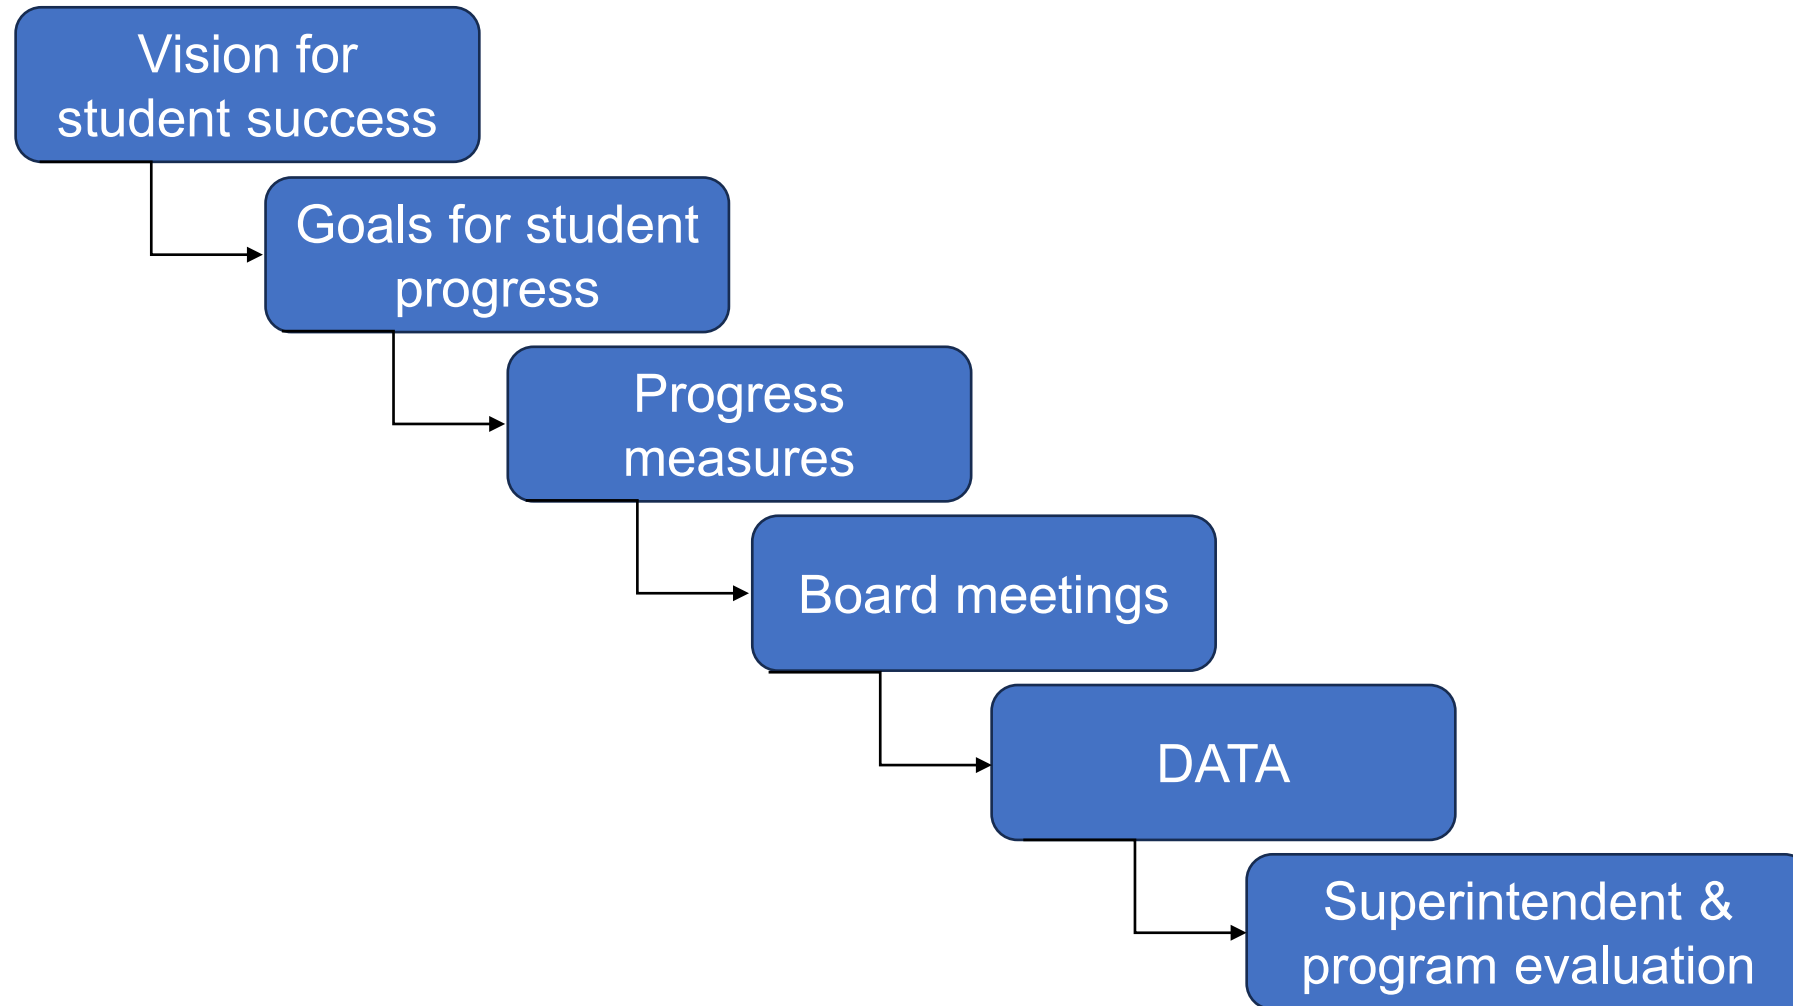 Vision for
student success
Goals for student
progress
Progress
measures
Board meetings
DATA
Superintendent &
program evaluation